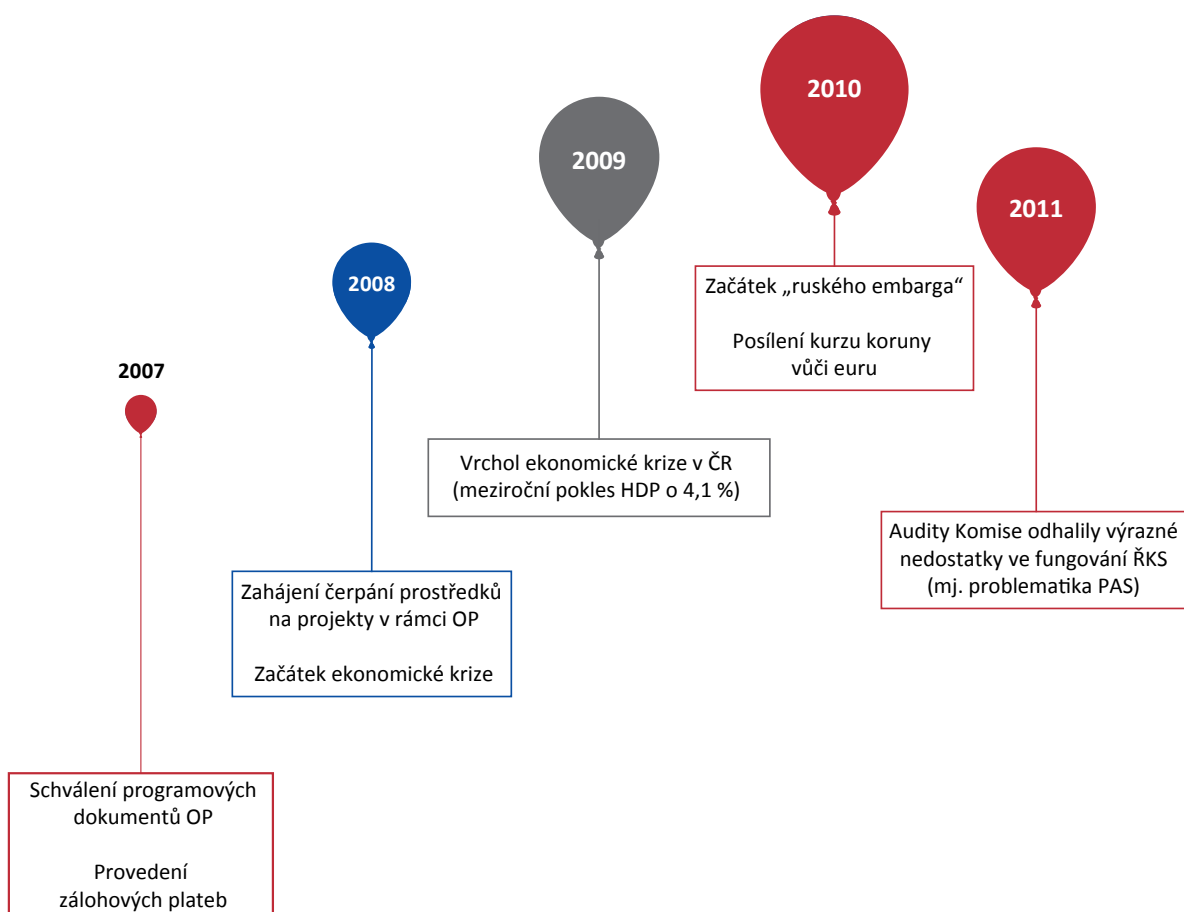 2007
Schválení programových
dokumentů OP
Provedení
zálohových plateb
2008
Zahájení čerpání prostředků
na projekty v rámci OP
Začátek ekonomické krize
2009
Vrchol ekonomické krize v ČR
(meziroční pokles HDP o 4,1 %)
2010
Začátek „ruského embarga“
Posílení kurzu koruny
vůči euru
2011
Audity Komise odhalily výrazné
nedostatky ve fungování ŘKS
(mj. problematika PAS)